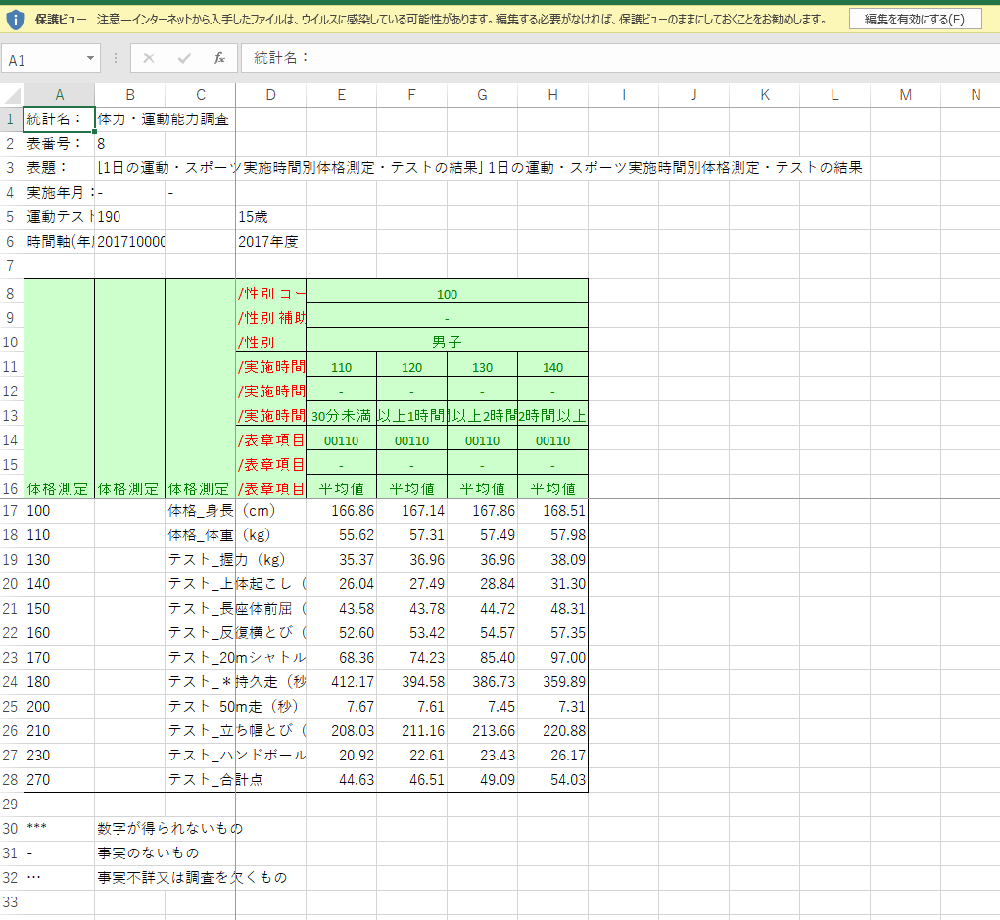 保護ビュー 注意—インターネットから入手したファイルは、ウイルスに感染している可能性があります。編集する必要がなければ、保護ビューのままにしておくことをお勧めします。 編集を有効にする(E)
A1 fx 統計名：
A B C D E F G H I J K L M N
1 統計名： 体力・運動能力調査
2 表番号： 8
3 表題： [1日の運動・スポーツ実施時間別体格測定・テストの結果] 1日の運動・スポーツ実施時間別体格測定・テストの結果
4 実施年月：- -
5 運動テスト 190 15歳
6 時間軸(年 201710000 2017年度
7
8 /性別 コー 100
9 /性別 補助 -
10 /性別 男子
11 /実施時間 110 120 130 140
12 /実施時間 - - - -
13 /実施時間 30分未満 以上1時間 以上2時間 2時間以上
14 /表章項目 00110 00110 00110 00110
15 /表章項目 - - - -
16 体格測定 体格測定 体格測定 /表章項目 平均値 平均値 平均値 平均値
17 100 体格_身長（cm） 166.86 167.14 167.86 168.51
18 110 体格_体重（kg） 55.62 57.31 57.49 57.98
19 130 テスト_握力（kg） 35.37 36.96 36.96 38.09
20 140 テスト_上体起こし（ 26.04 27.49 28.84 31.30
21 150 テスト_長座体前屈（ 43.58 43.78 44.72 48.31
22 160 テスト_反復横とび（ 52.60 53.42 54.57 57.35
23 170 テスト_20mシャトル 68.36 74.23 85.40 97.00
24 180 テスト_＊持久走（秒 412.17 394.58 386.73 359.89
25 200 テスト_50m走（秒） 7.67 7.61 7.45 7.31
26 210 テスト_立ち幅とび（ 208.03 211.16 213.66 220.88
27 230 テスト_ハンドボール 20.92 22.61 23.43 26.17
28 270 テスト_合計点 44.63 46.51 49.09 54.03
29
30 *** 数字が得られないもの
31 - 事実のないもの
32 … 事実不詳又は調査を欠くもの
33